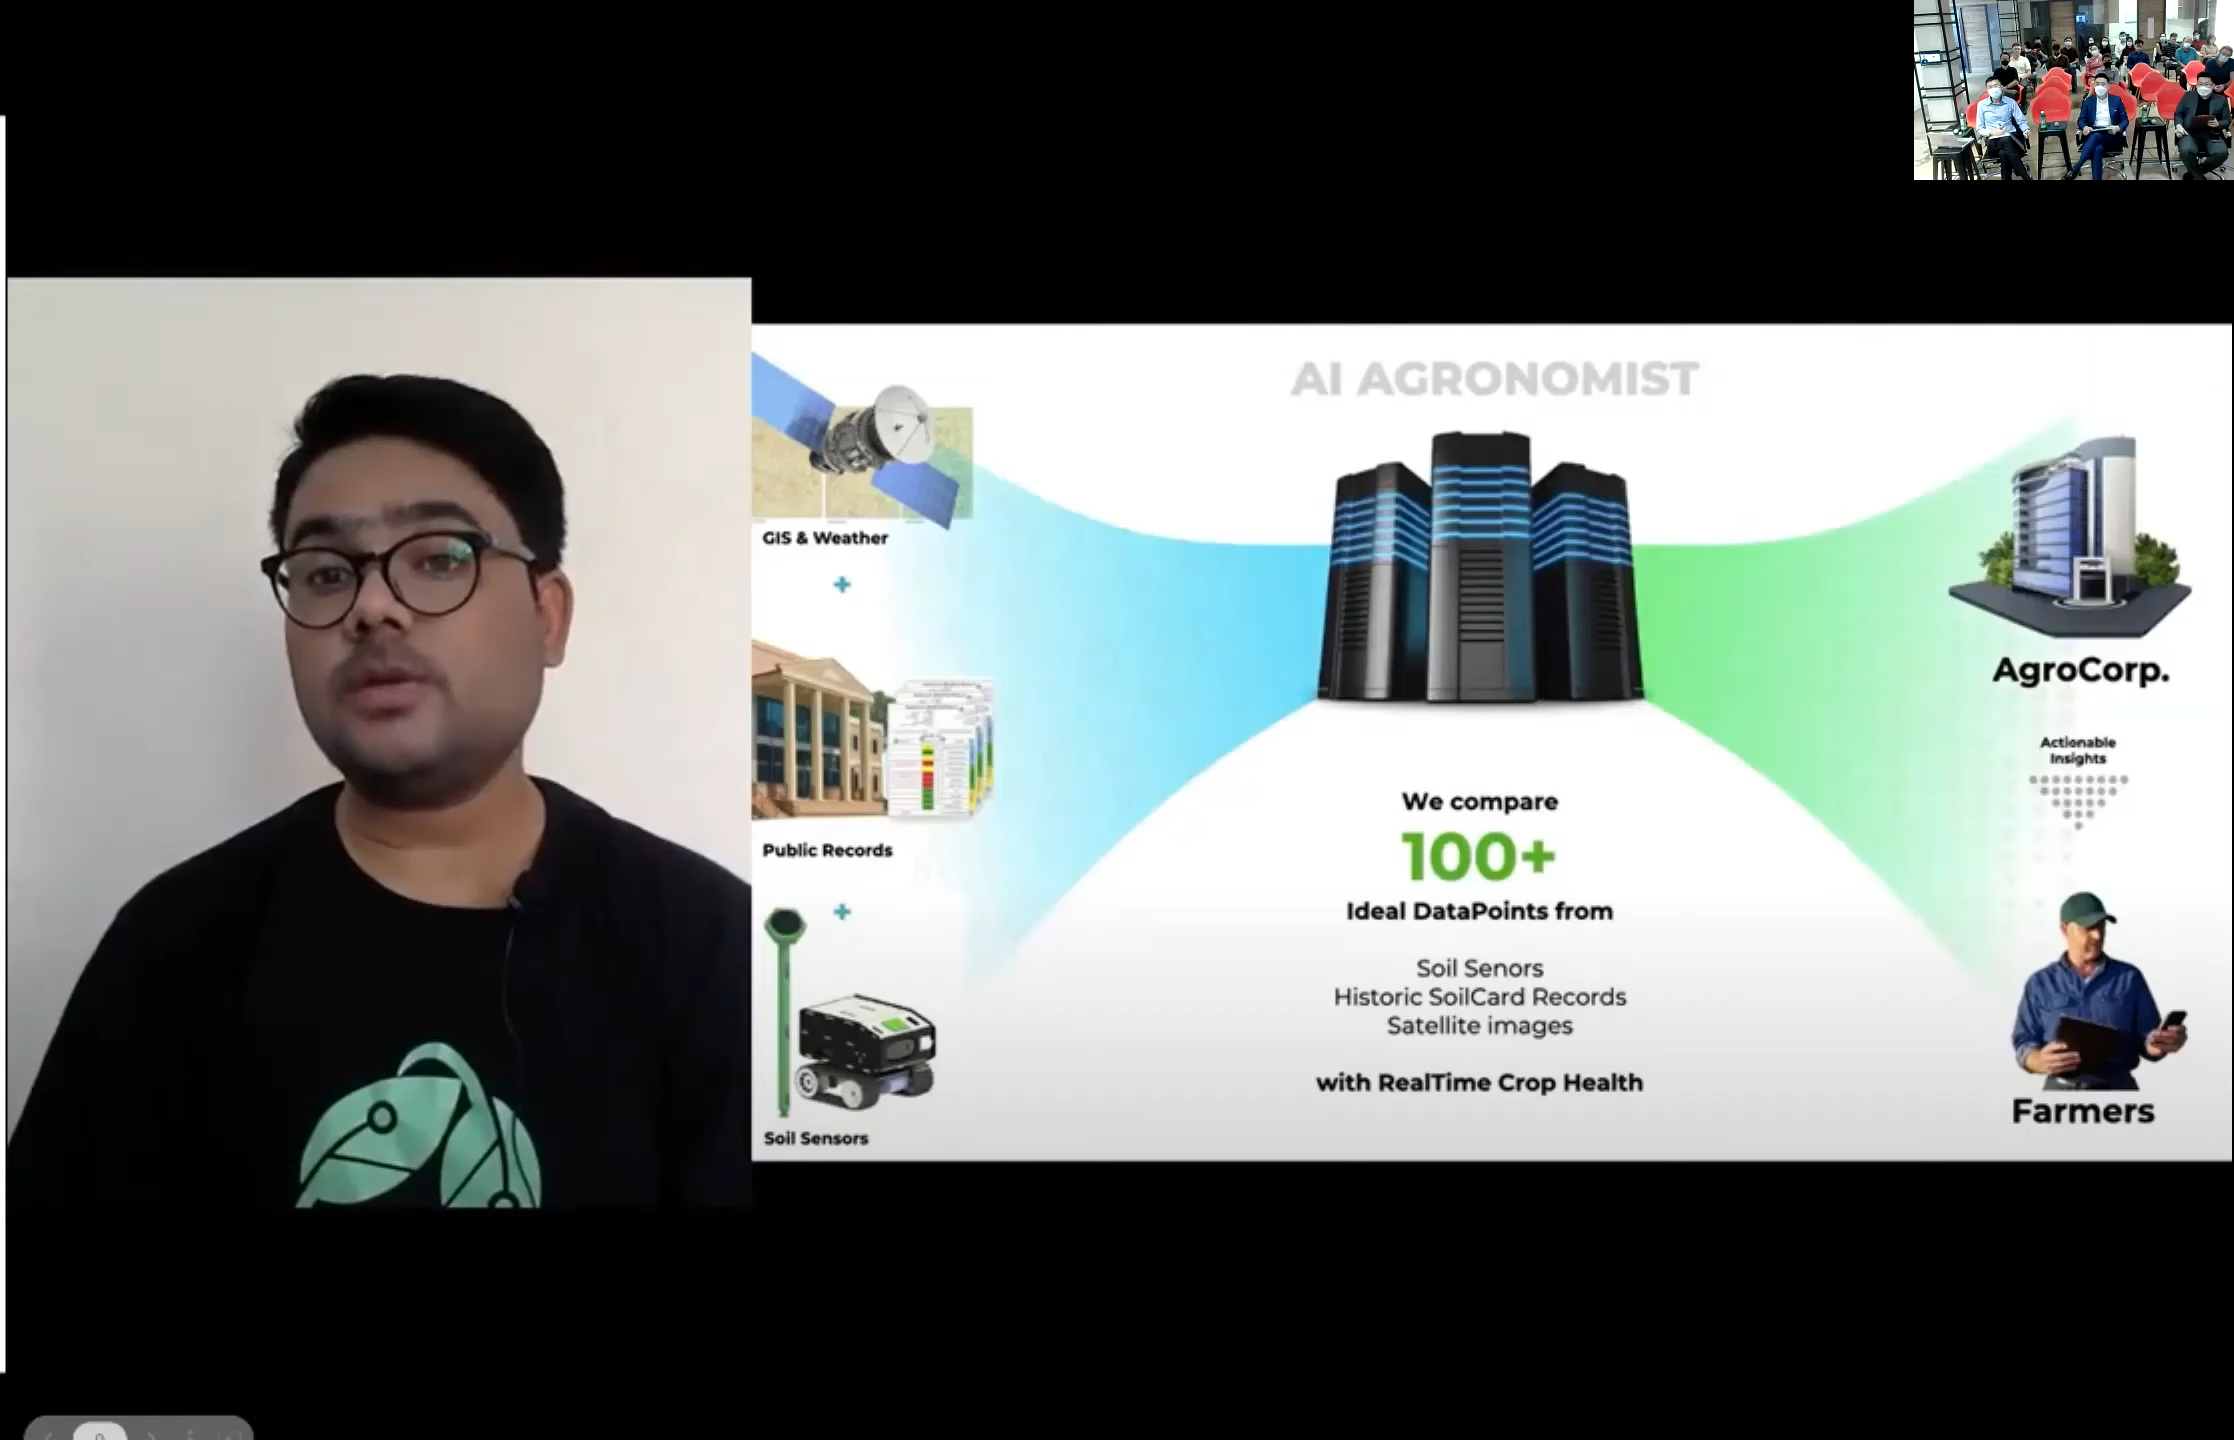 AI AGRONOMIST
GIS & Weather
+
Public Records
+
Soil Sensors
We compare
100+
Ideal DataPoints from
Soil Senors
Historic SoilCard Records
Satellite images
with RealTime Crop Health
AgroCorp.
Actionable
Insights
Farmers